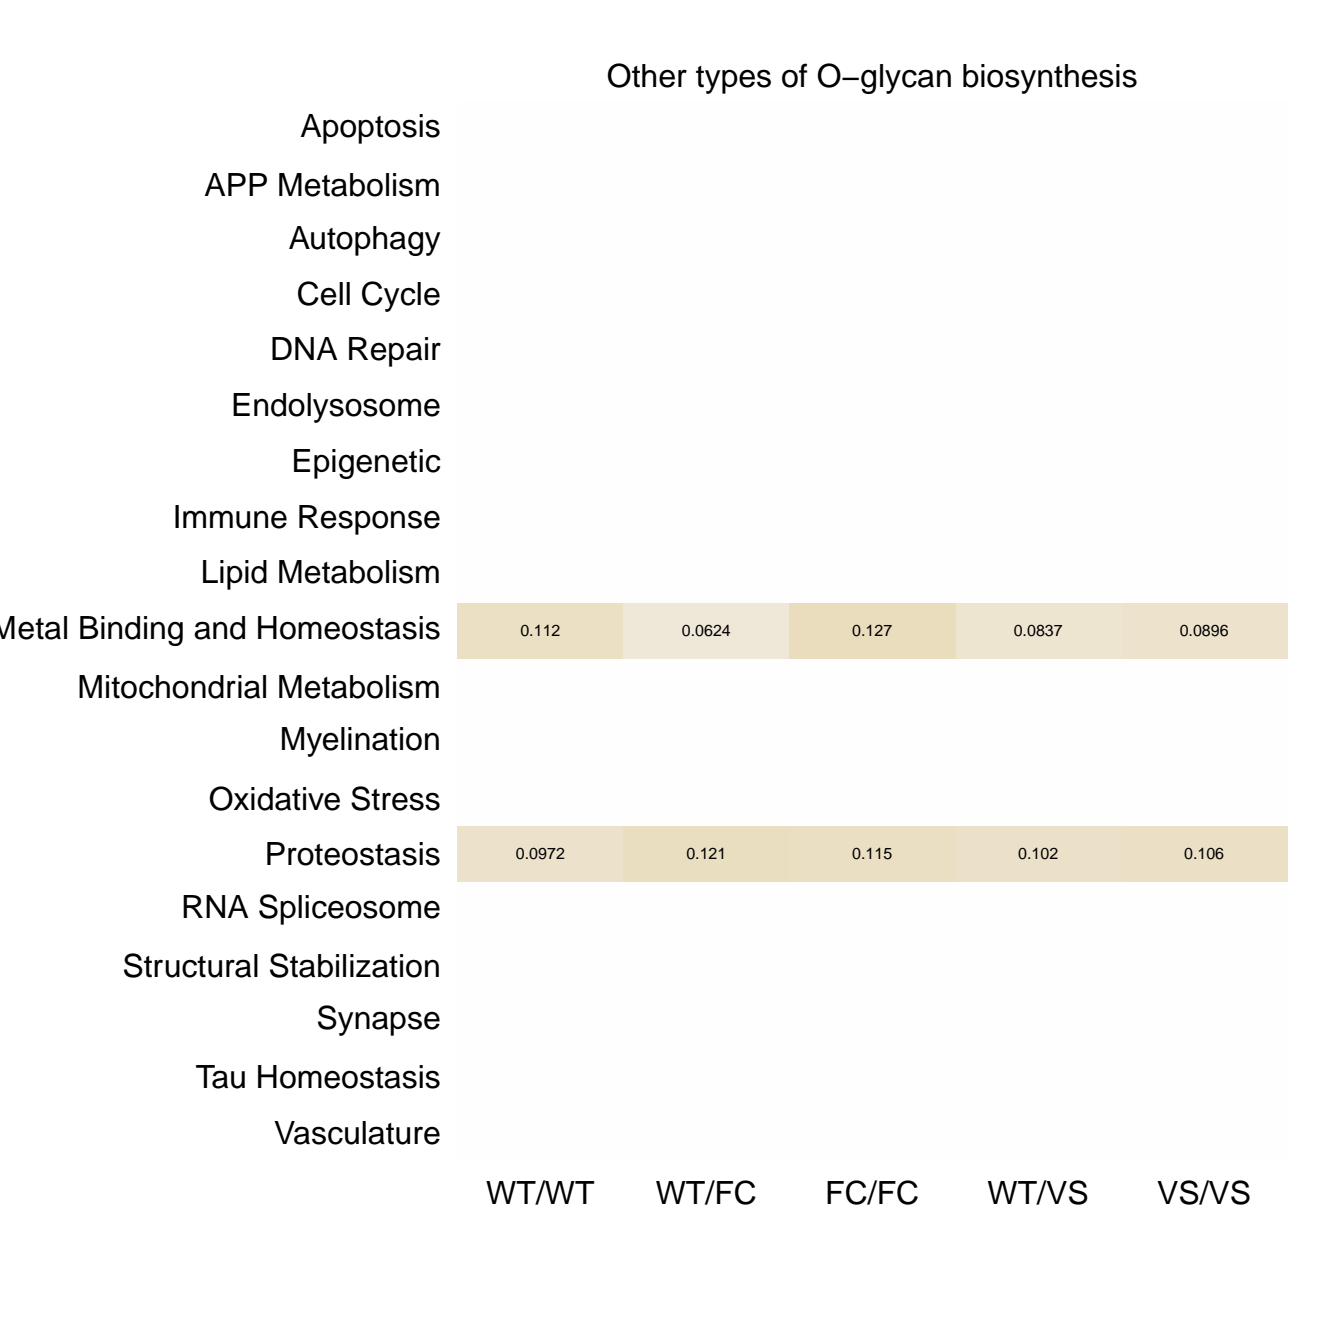 Other types of O−glycan biosynthesis
Apoptosis
APP Metabolism
Autophagy
Cell Cycle
DNA Repair
Endolysosome
Epigenetic
Immune Response
Lipid Metabolism
Metal Binding and Homeostasis 0.112 0.0624 0.127 0.0837 0.0896
Mitochondrial Metabolism
Myelination
Oxidative Stress
Proteostasis 0.0972 0.121 0.115 0.102 0.106
RNA Spliceosome
Structural Stabilization
Synapse
Tau Homeostasis
Vasculature
WT/WT WT/FC FC/FC WT/VS VS/VS